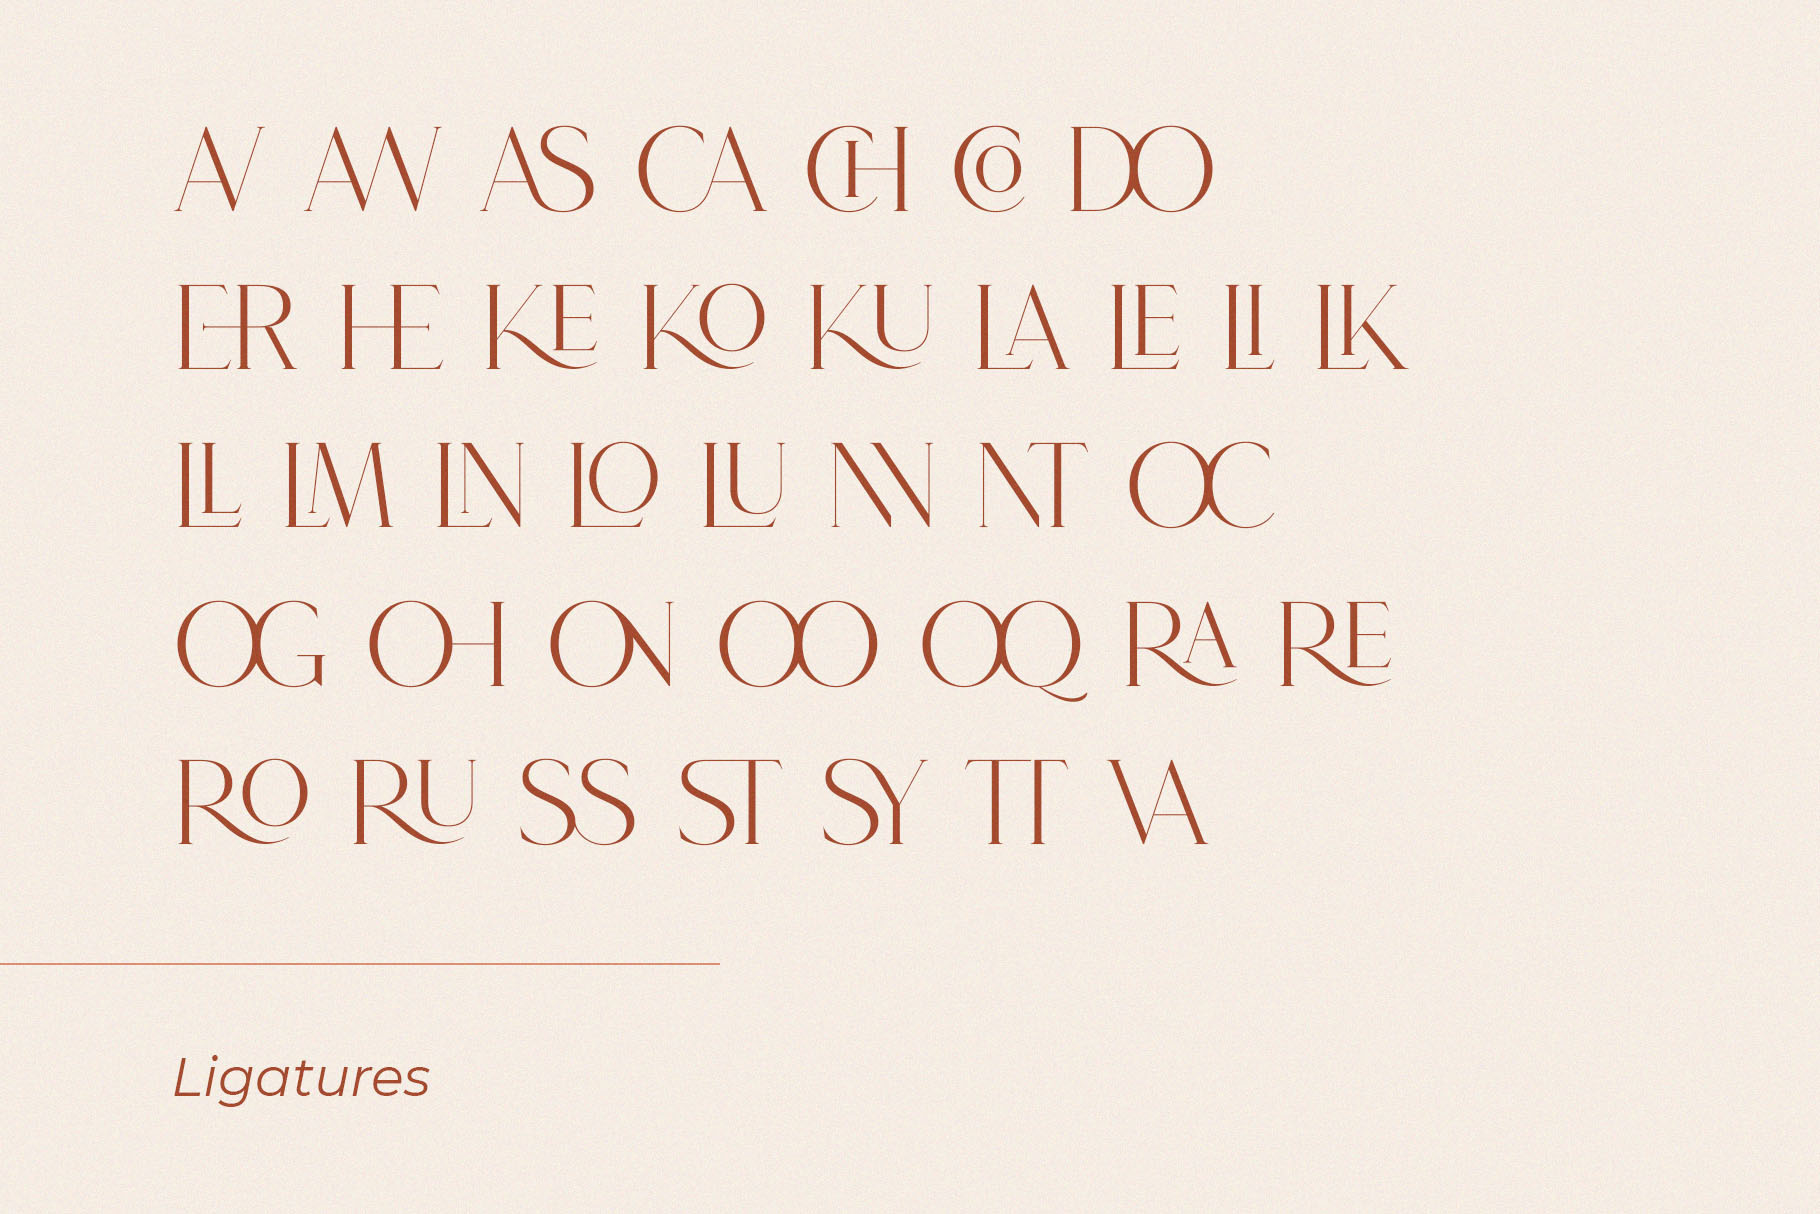 AV AW AS CA CH CO DO
ER HE KE KO KU LA LE LI LK
LL LM LN LO LU NN NT OC
OG OH ON OO OQ RA RE
RO RU SS ST SY TT VA
Ligatures